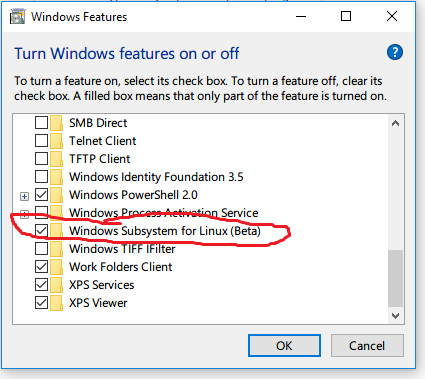 Windows Features
Turn Windows features on or off
To turn a feature on, select its check box. To turn a feature off, clear its
check box. A filled box means that only part of the feature is turned on.
SMB Direct
Telnet Client
TFTP Client
Windows Identity Foundation 3.5
Windows PowerShell 2.0
Windows Process Activation Service
Windows Subsystem for Linux (Beta)
Windows TIFF IFilter
Work Folders Client
XPS Services
XPS Viewer
OK
Cancel